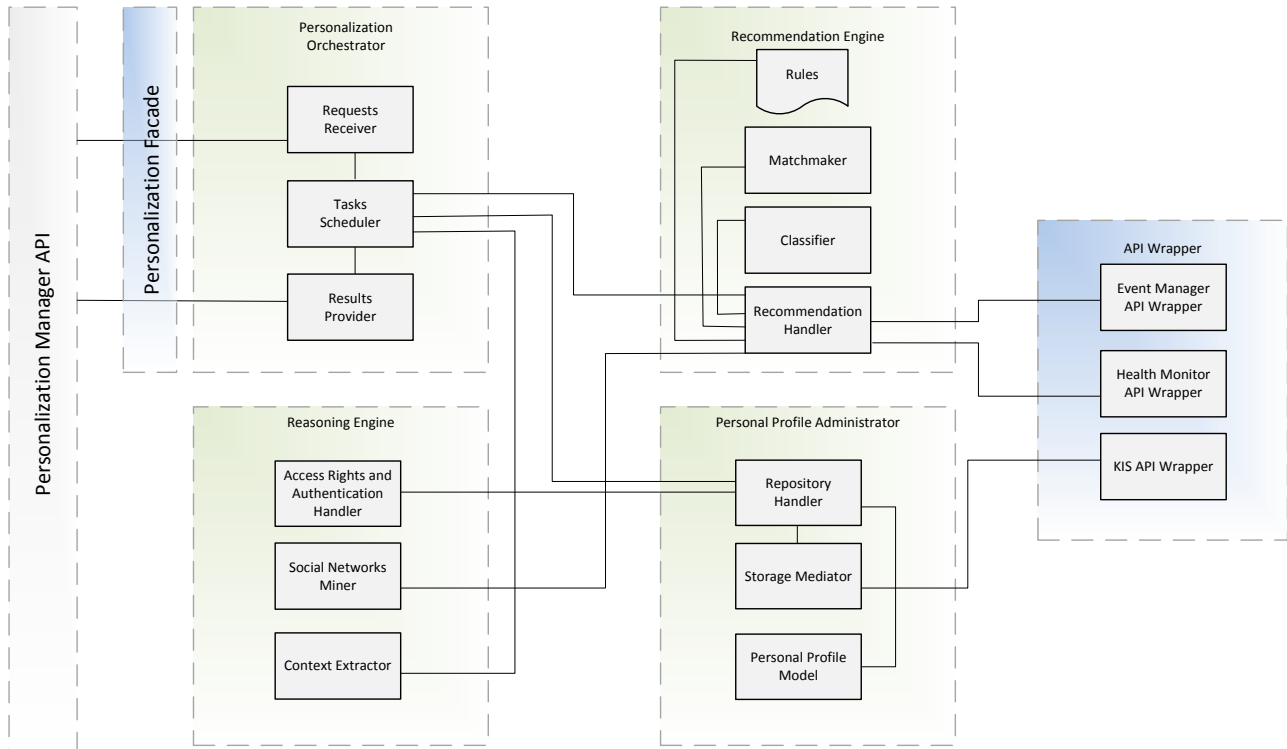 Personalization Manager API
Personalization Facade
Personalization
Orchestrator
Requests
Receiver
Tasks
Scheduler
Results
Provider
Recommendation Engine
Rules
Matchmaker
Classifier
Recommendation
Handler
API Wrapper
Event Manager
API Wrapper
Health Monitor
API Wrapper
KIS API Wrapper
Reasoning Engine
Access Rights and
Authentication
Handler
Social Networks
Miner
Context Extractor
Personal Profile Administrator
Repository
Handler
Storage Mediator
Personal Profile
Model